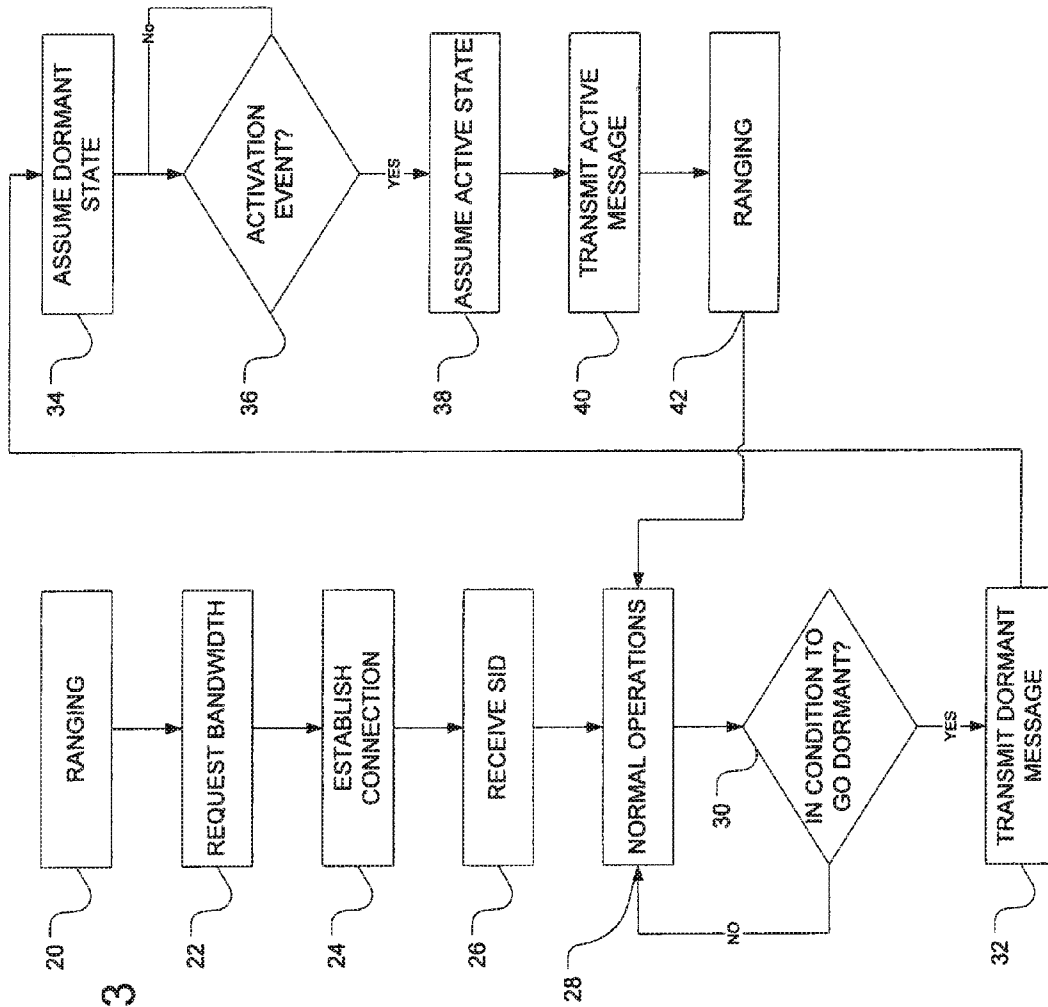 3
20
RANGING
22
REQUEST BANDWIDTH
24
ESTABLISH
CONNECTION
26
RECEIVE SID
28
NORMAL OPERATIONS
30
IN CONDITION TO
GO DORMANT?
NO
YES
32
TRANSMIT DORMANT
MESSAGE
34
ASSUME DORMANT
STATE
36
ACTIVATION
EVENT?
No
YES
38
ASSUME ACTIVE STATE
40
TRANSMIT ACTIVE
MESSAGE
42
RANGING